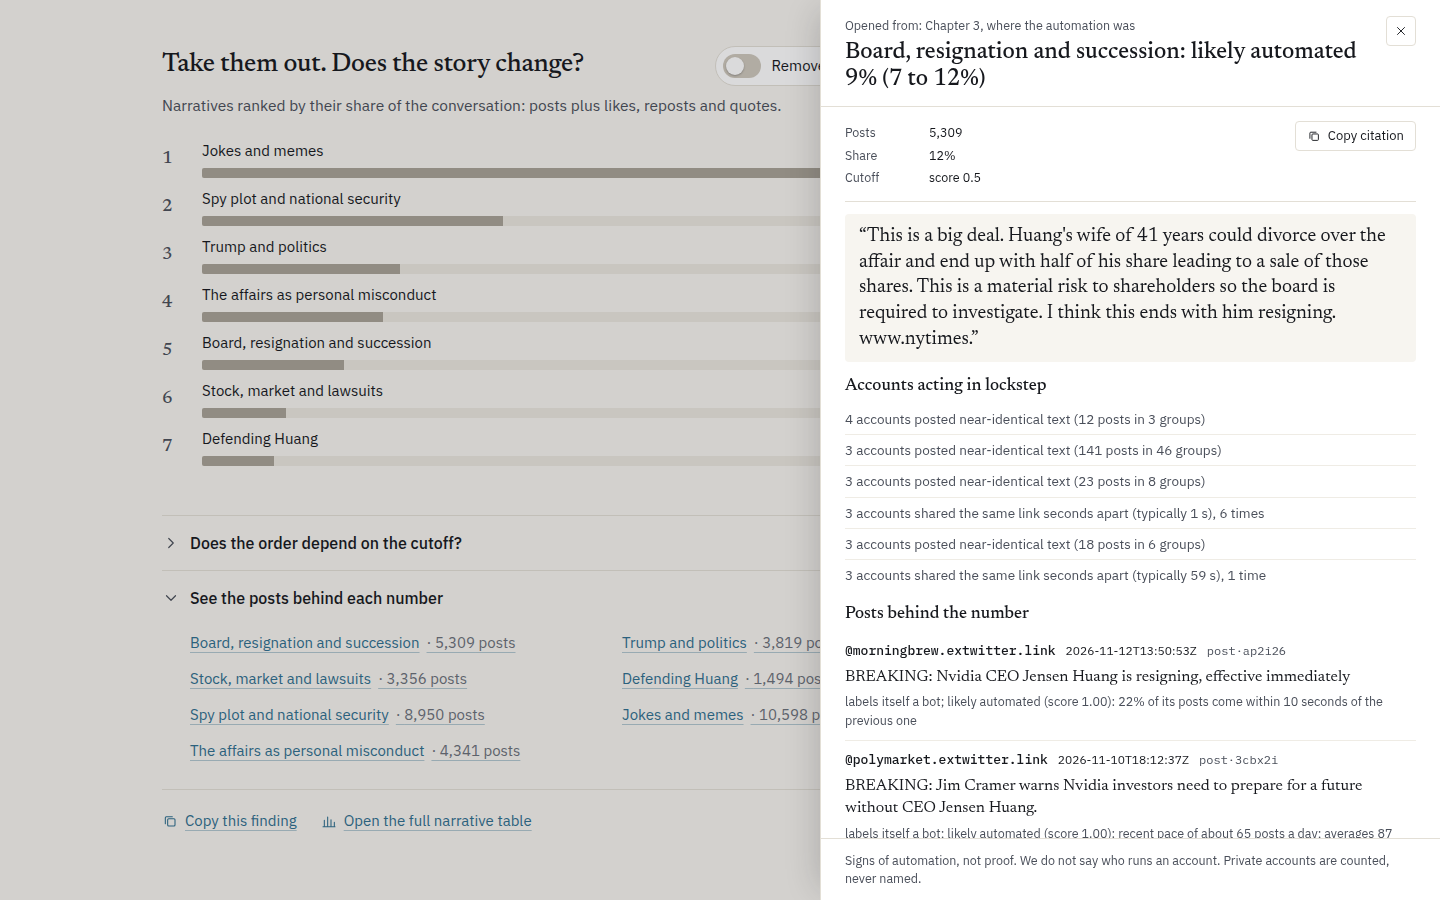 Take them out. Does the story change?
Remove
Narratives ranked by their share of the conversation: posts plus likes, reposts and quotes.
1 Jokes and memes
2 Spy plot and national security
3 Trump and politics
4 The affairs as personal misconduct
5 Board, resignation and succession
6 Stock, market and lawsuits
7 Defending Huang
Does the order depend on the cutoff?
See the posts behind each number
Board, resignation and succession · 5,309 posts
Trump and politics · 3,819 po
Stock, market and lawsuits · 3,356 posts
Defending Huang · 1,494 pos
Spy plot and national security · 8,950 posts
Jokes and memes · 10,598 p
The affairs as personal misconduct · 4,341 posts
Copy this finding
Open the full narrative table
Opened from: Chapter 3, where the automation was
Board, resignation and succession: likely automated
9% (7 to 12%)
Posts 5,309
Share 12%
Cutoff score 0.5
Copy citation
“This is a big deal. Huang's wife of 41 years could divorce over the
affair and end up with half of his share leading to a sale of those
shares. This is a material risk to shareholders so the board is
required to investigate. I think this ends with him resigning.
www.nytimes.”
Accounts acting in lockstep
4 accounts posted near-identical text (12 posts in 3 groups)
3 accounts posted near-identical text (141 posts in 46 groups)
3 accounts posted near-identical text (23 posts in 8 groups)
3 accounts shared the same link seconds apart (typically 1 s), 6 times
3 accounts posted near-identical text (18 posts in 6 groups)
3 accounts shared the same link seconds apart (typically 59 s), 1 time
Posts behind the number
@morningbrew.extwitter.link 2026-11-12T13:50:53Z post·ap2i26
BREAKING: Nvidia CEO Jensen Huang is resigning, effective immediately
labels itself a bot; likely automated (score 1.00): 22% of its posts come within 10 seconds of the
previous one
@polymarket.extwitter.link 2026-11-10T18:12:37Z post·3cbx2i
BREAKING: Jim Cramer warns Nvidia investors need to prepare for a future
without CEO Jensen Huang.
labels itself a bot; likely automated (score 1.00): recent pace of about 65 posts a day; averages 87
Signs of automation, not proof. We do not say who runs an account. Private accounts are counted,
never named.